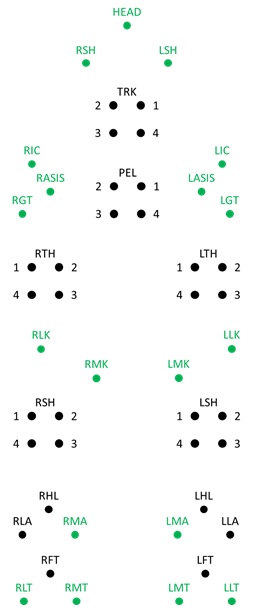 HEAD
RSH LSH
TRK
2 1
3 4
RIC LIC
RASIS LASIS
PEL
2 1
RGT LGT
3 4
RTH LTH
1 2 1 2
4 3 4 3
RLK LLK
RMK LMK
RSH LSH
1 2 1 2
4 3 4 3
RHL LHL
RLA RMA LMA LLA
RFT LFT
RLT RMT LMT LLT